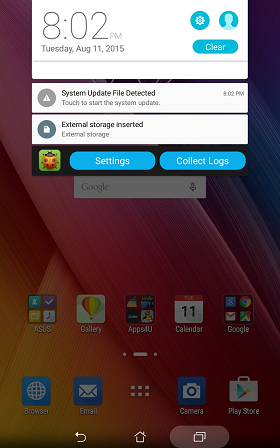 8:02 PM
Tuesday, Aug 11, 2015
Clear
System Update File Detected 8:02 PM
Touch to start the system update.
External storage inserted
External storage
Settings Collect Logs
Google
11
ASUS Gallery Apps4U Calendar Google
Browser Email Camera Play Store